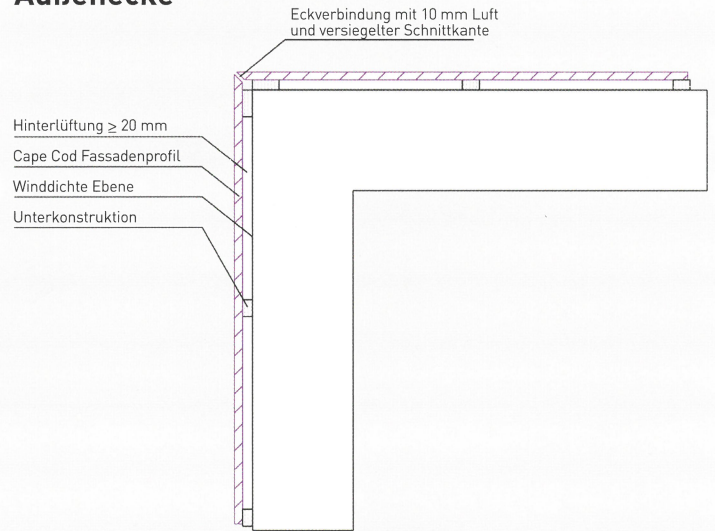 Außenecke
Eckverbindung mit 10 mm Luft
und versiegelter Schnittkante
Hinterlüftung ≥ 20 mm
Cape Cod Fassadenprofil
Winddichte Ebene
Unterkonstruktion